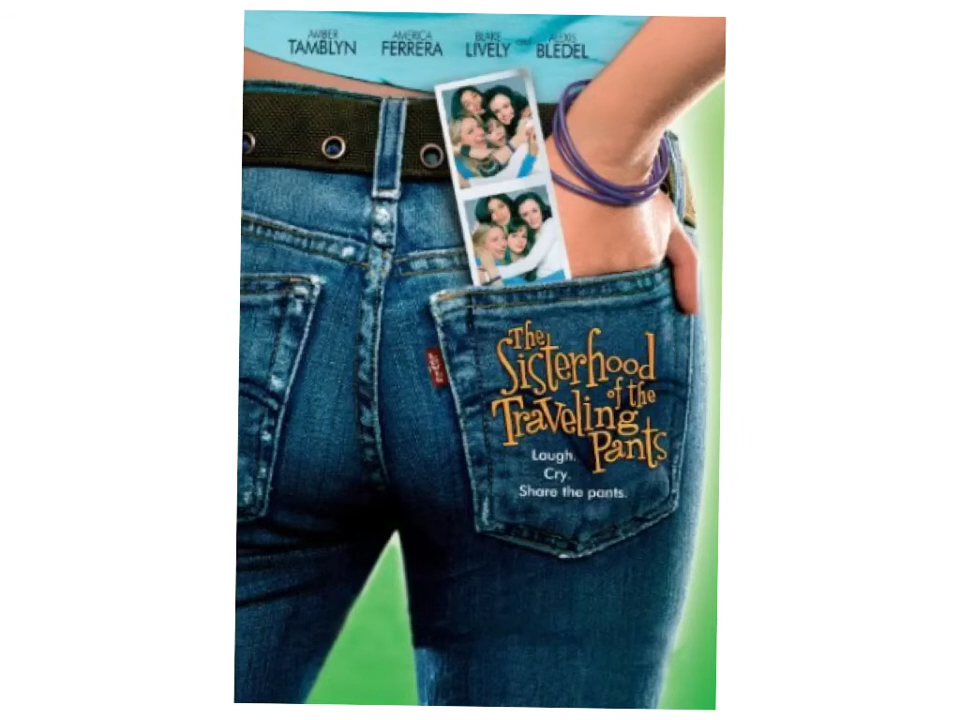 AMBER AMERICA BLAKE ALEXIS
TAMBLYN FERRERA LIVELY AND BLEDEL
The
Sisterhood
of the
Traveling
Pants
Laugh.
Cry.
Share the pants.